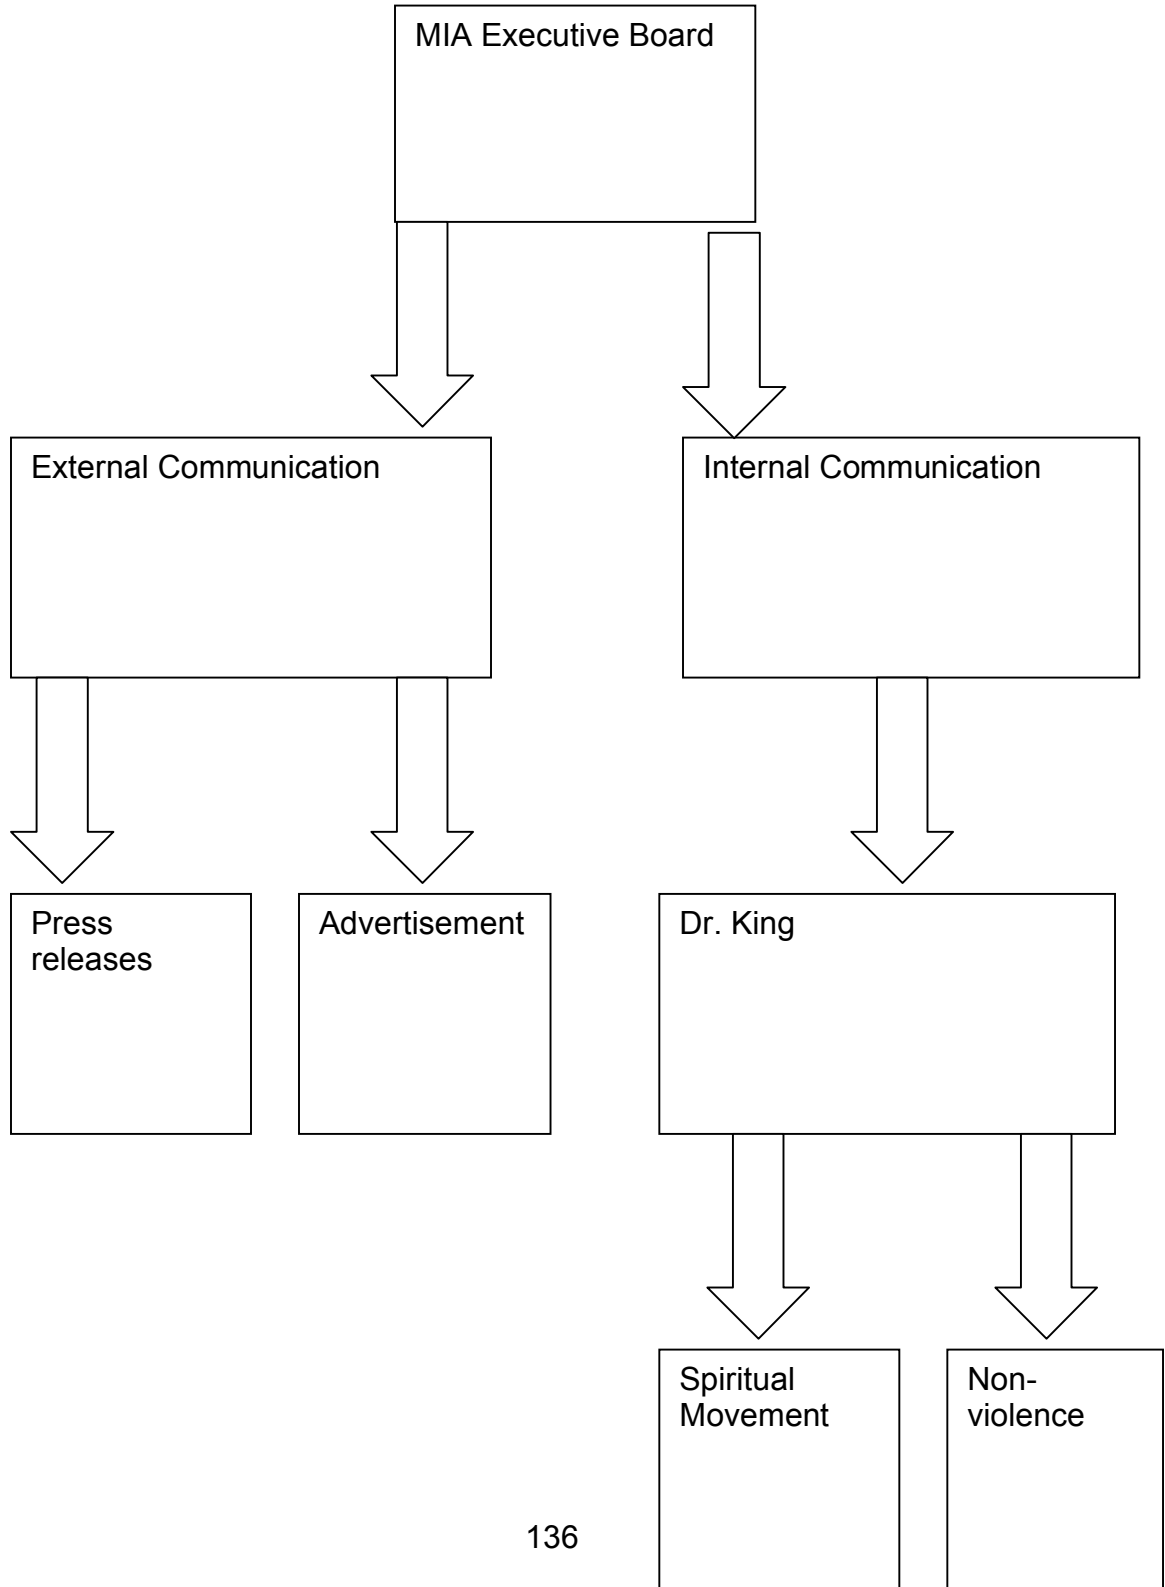 MIA Executive Board
External Communication
Internal Communication
Press
releases
Advertisement
Dr. King
Spiritual
Movement
Non-
violence
136